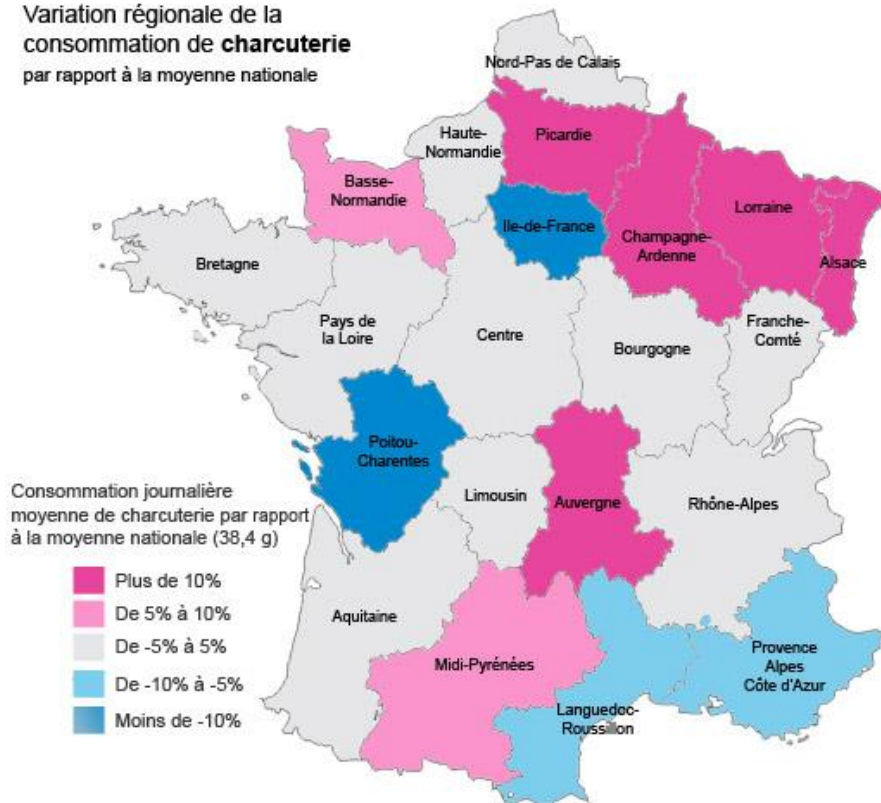 Variation régionale de la
consommation de charcuterie
par rapport à la moyenne nationale
Nord-Pas de Calais
Haute-
Normandie
Picardie
Basse-
Normandie
Ile-de-France
Champagne-
Ardenne
Lorraine
Alsace
Bretagne
Pays de
la Loire
Centre
Bourgogne
Franche-
Comté
Poitou-
Charentes
Limousin
Auvergne
Rhône-Alpes
Aquitaine
Midi-Pyrénées
Languedoc-
Roussillon
Provence
Alpes
Côte d'Azur
Consommation journalière
moyenne de charcuterie par rapport
à la moyenne nationale (38,4 g)
Plus de 10%
De 5% à 10%
De -5% à 5%
De -10% à -5%
Moins de -10%